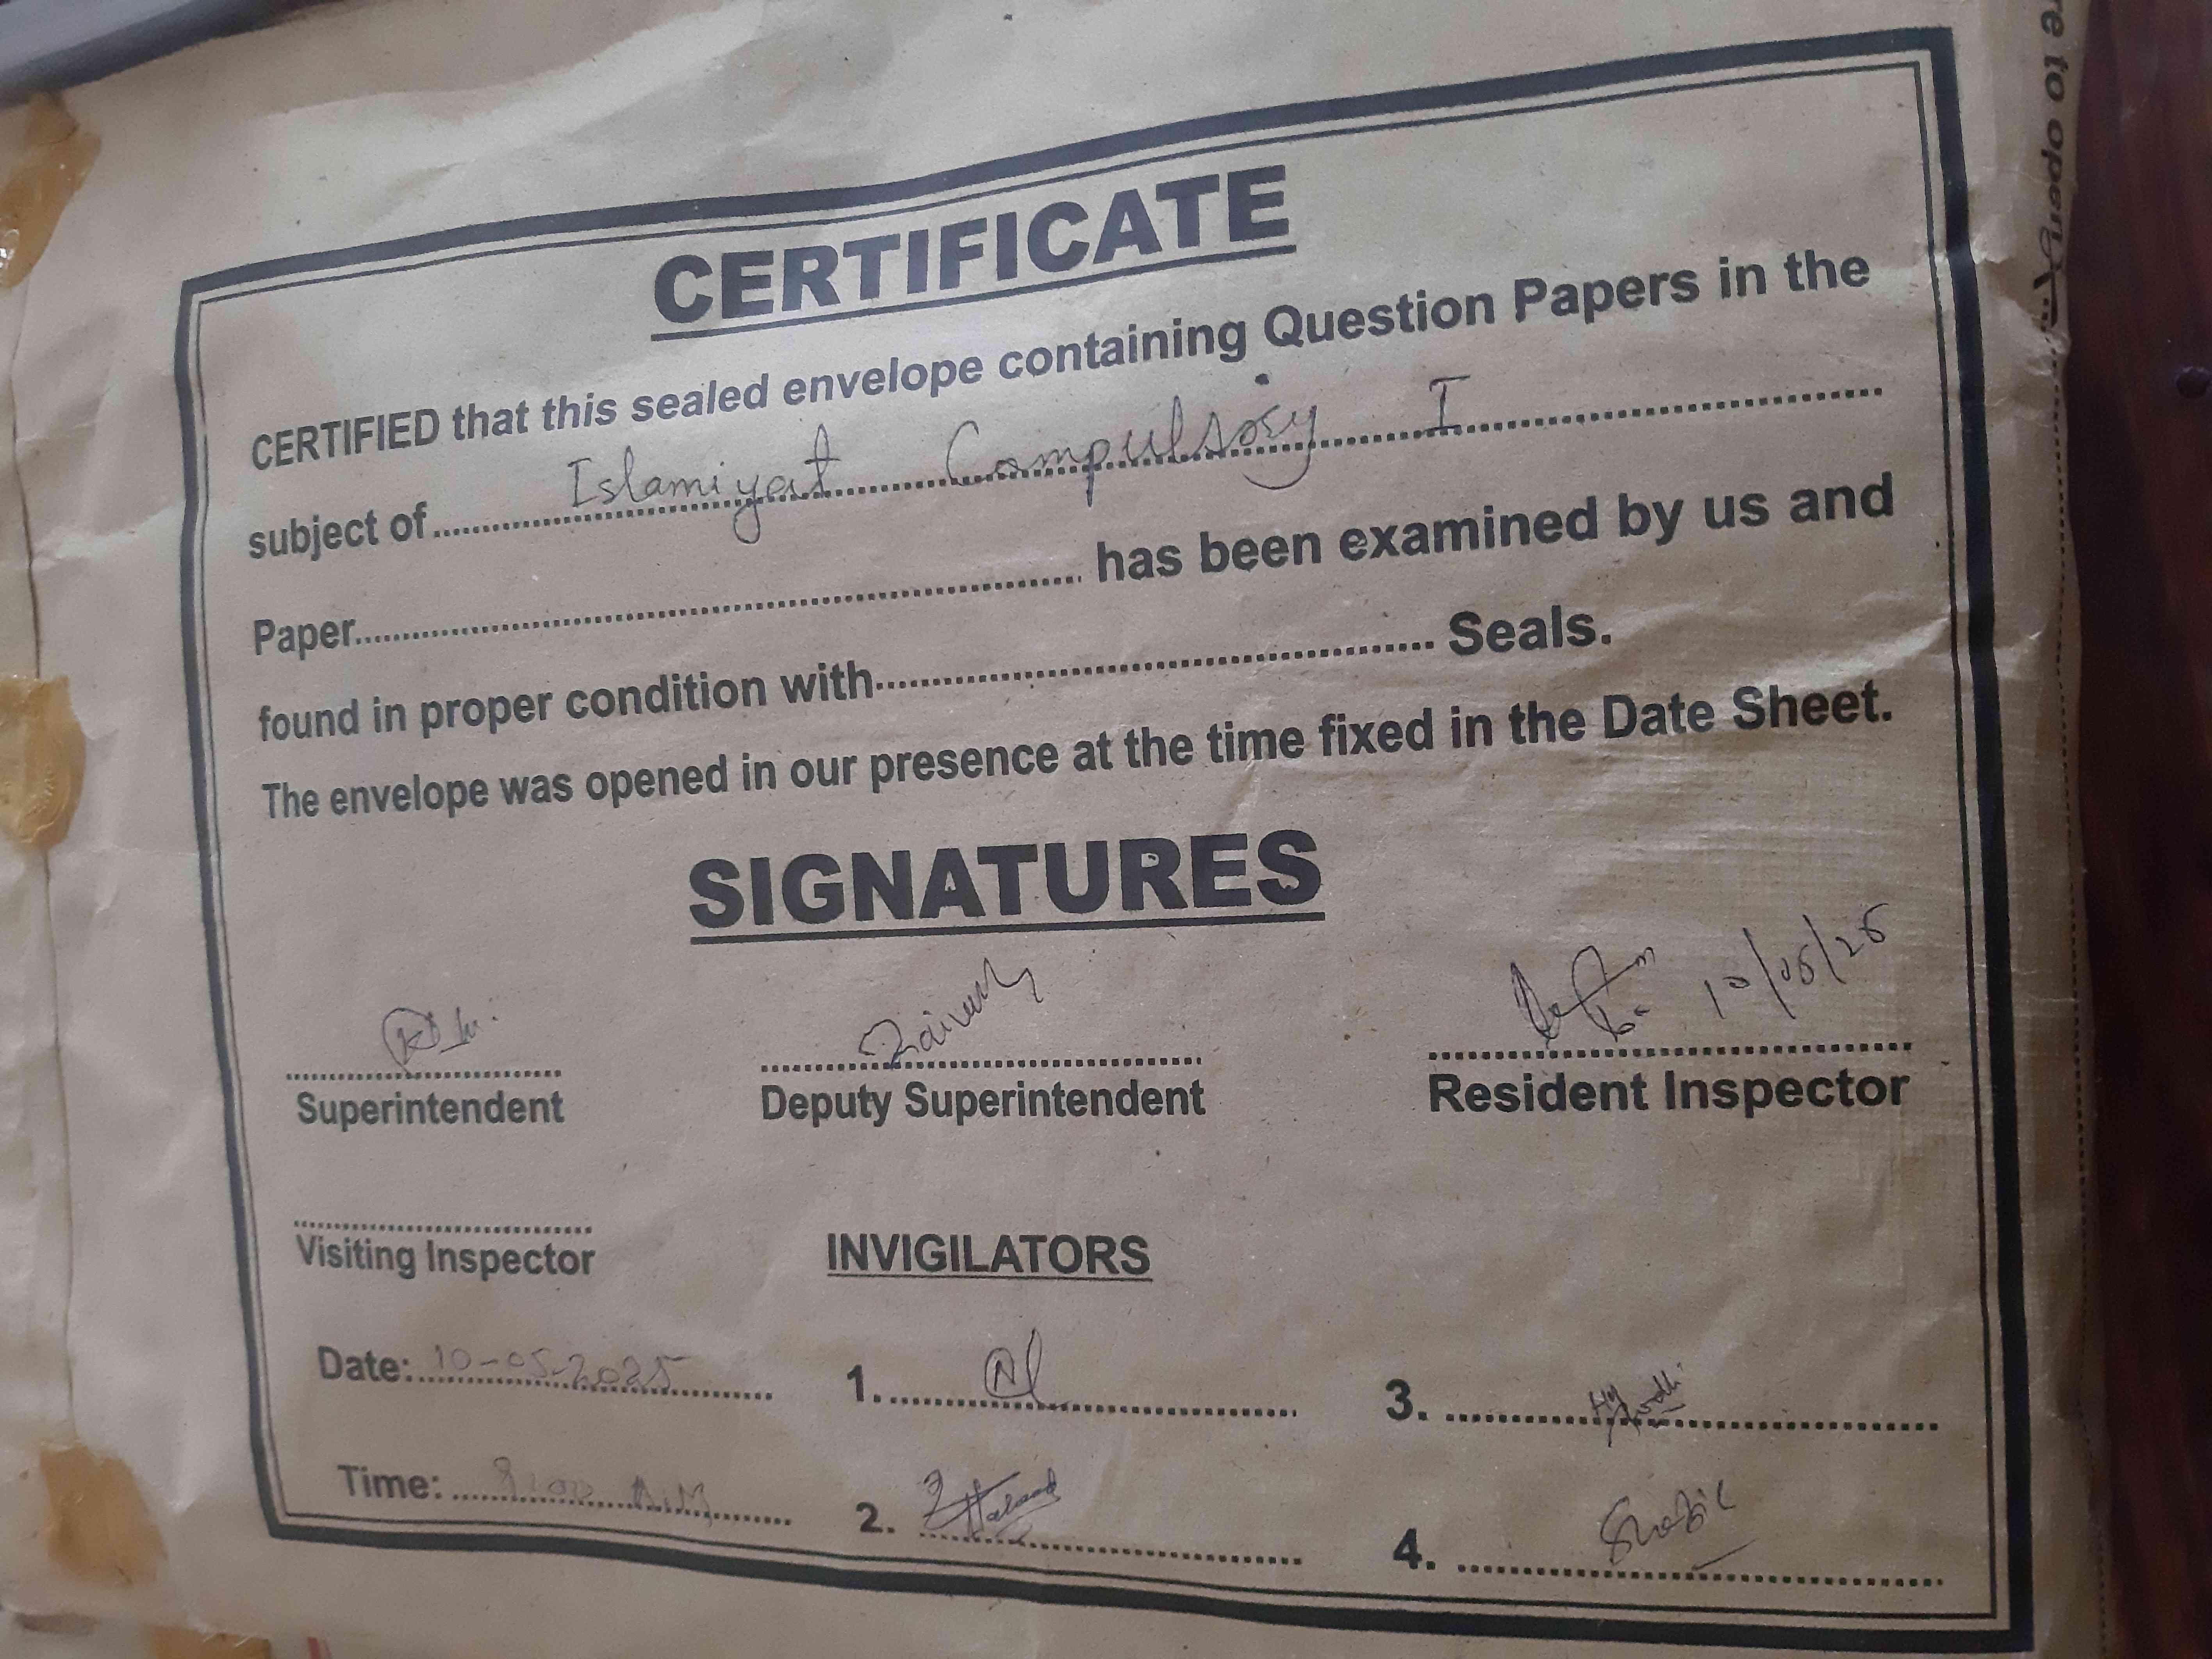 re to open
CERTIFICATE
CERTIFIED that this sealed envelope containing Question Papers in the
subject of Islamiyat Compulsory I
Paper has been examined by us and
found in proper condition with Seals.
The envelope was opened in our presence at the time fixed in the Date Sheet.
SIGNATURES
10/05/25
Superintendent Deputy Superintendent Resident Inspector
Visiting Inspector INVIGILATORS
Date: 10-05-2025 1. 3.
Time: A.M 2. 4.